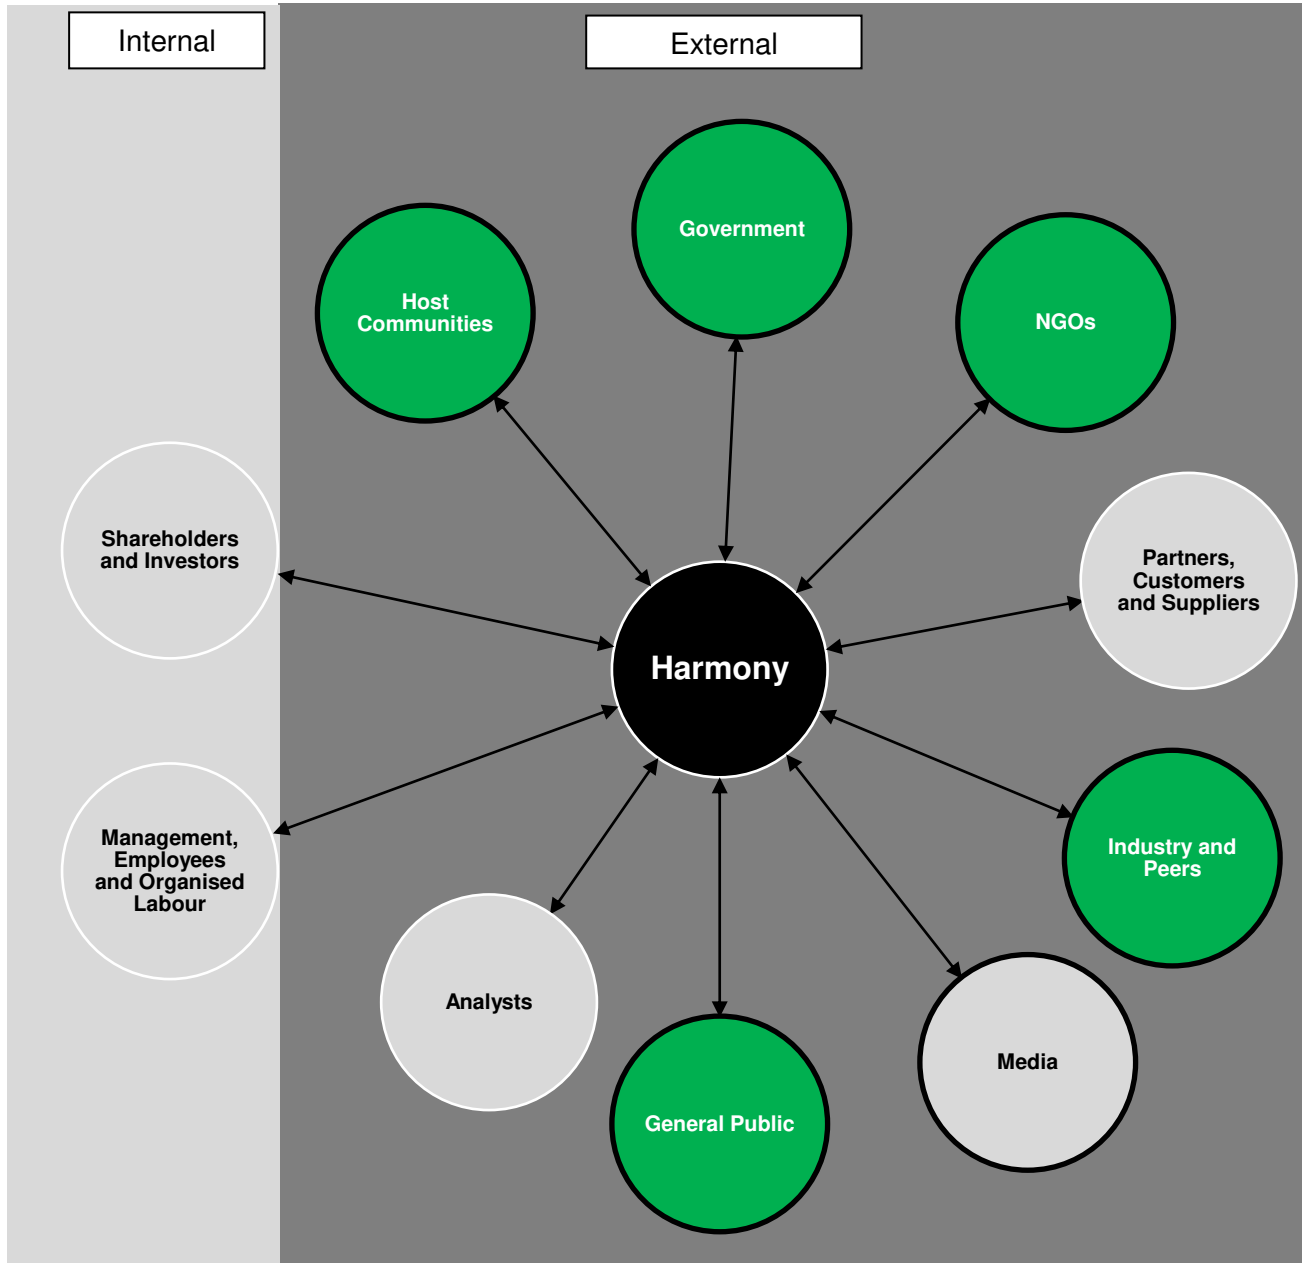 Internal
External
Government
Host
Communities
NGOs
Shareholders
and Investors
Partners,
Customers
and Suppliers
Harmony
Management,
Employees
and Organised
Labour
Industry and
Peers
Analysts
Media
General Public